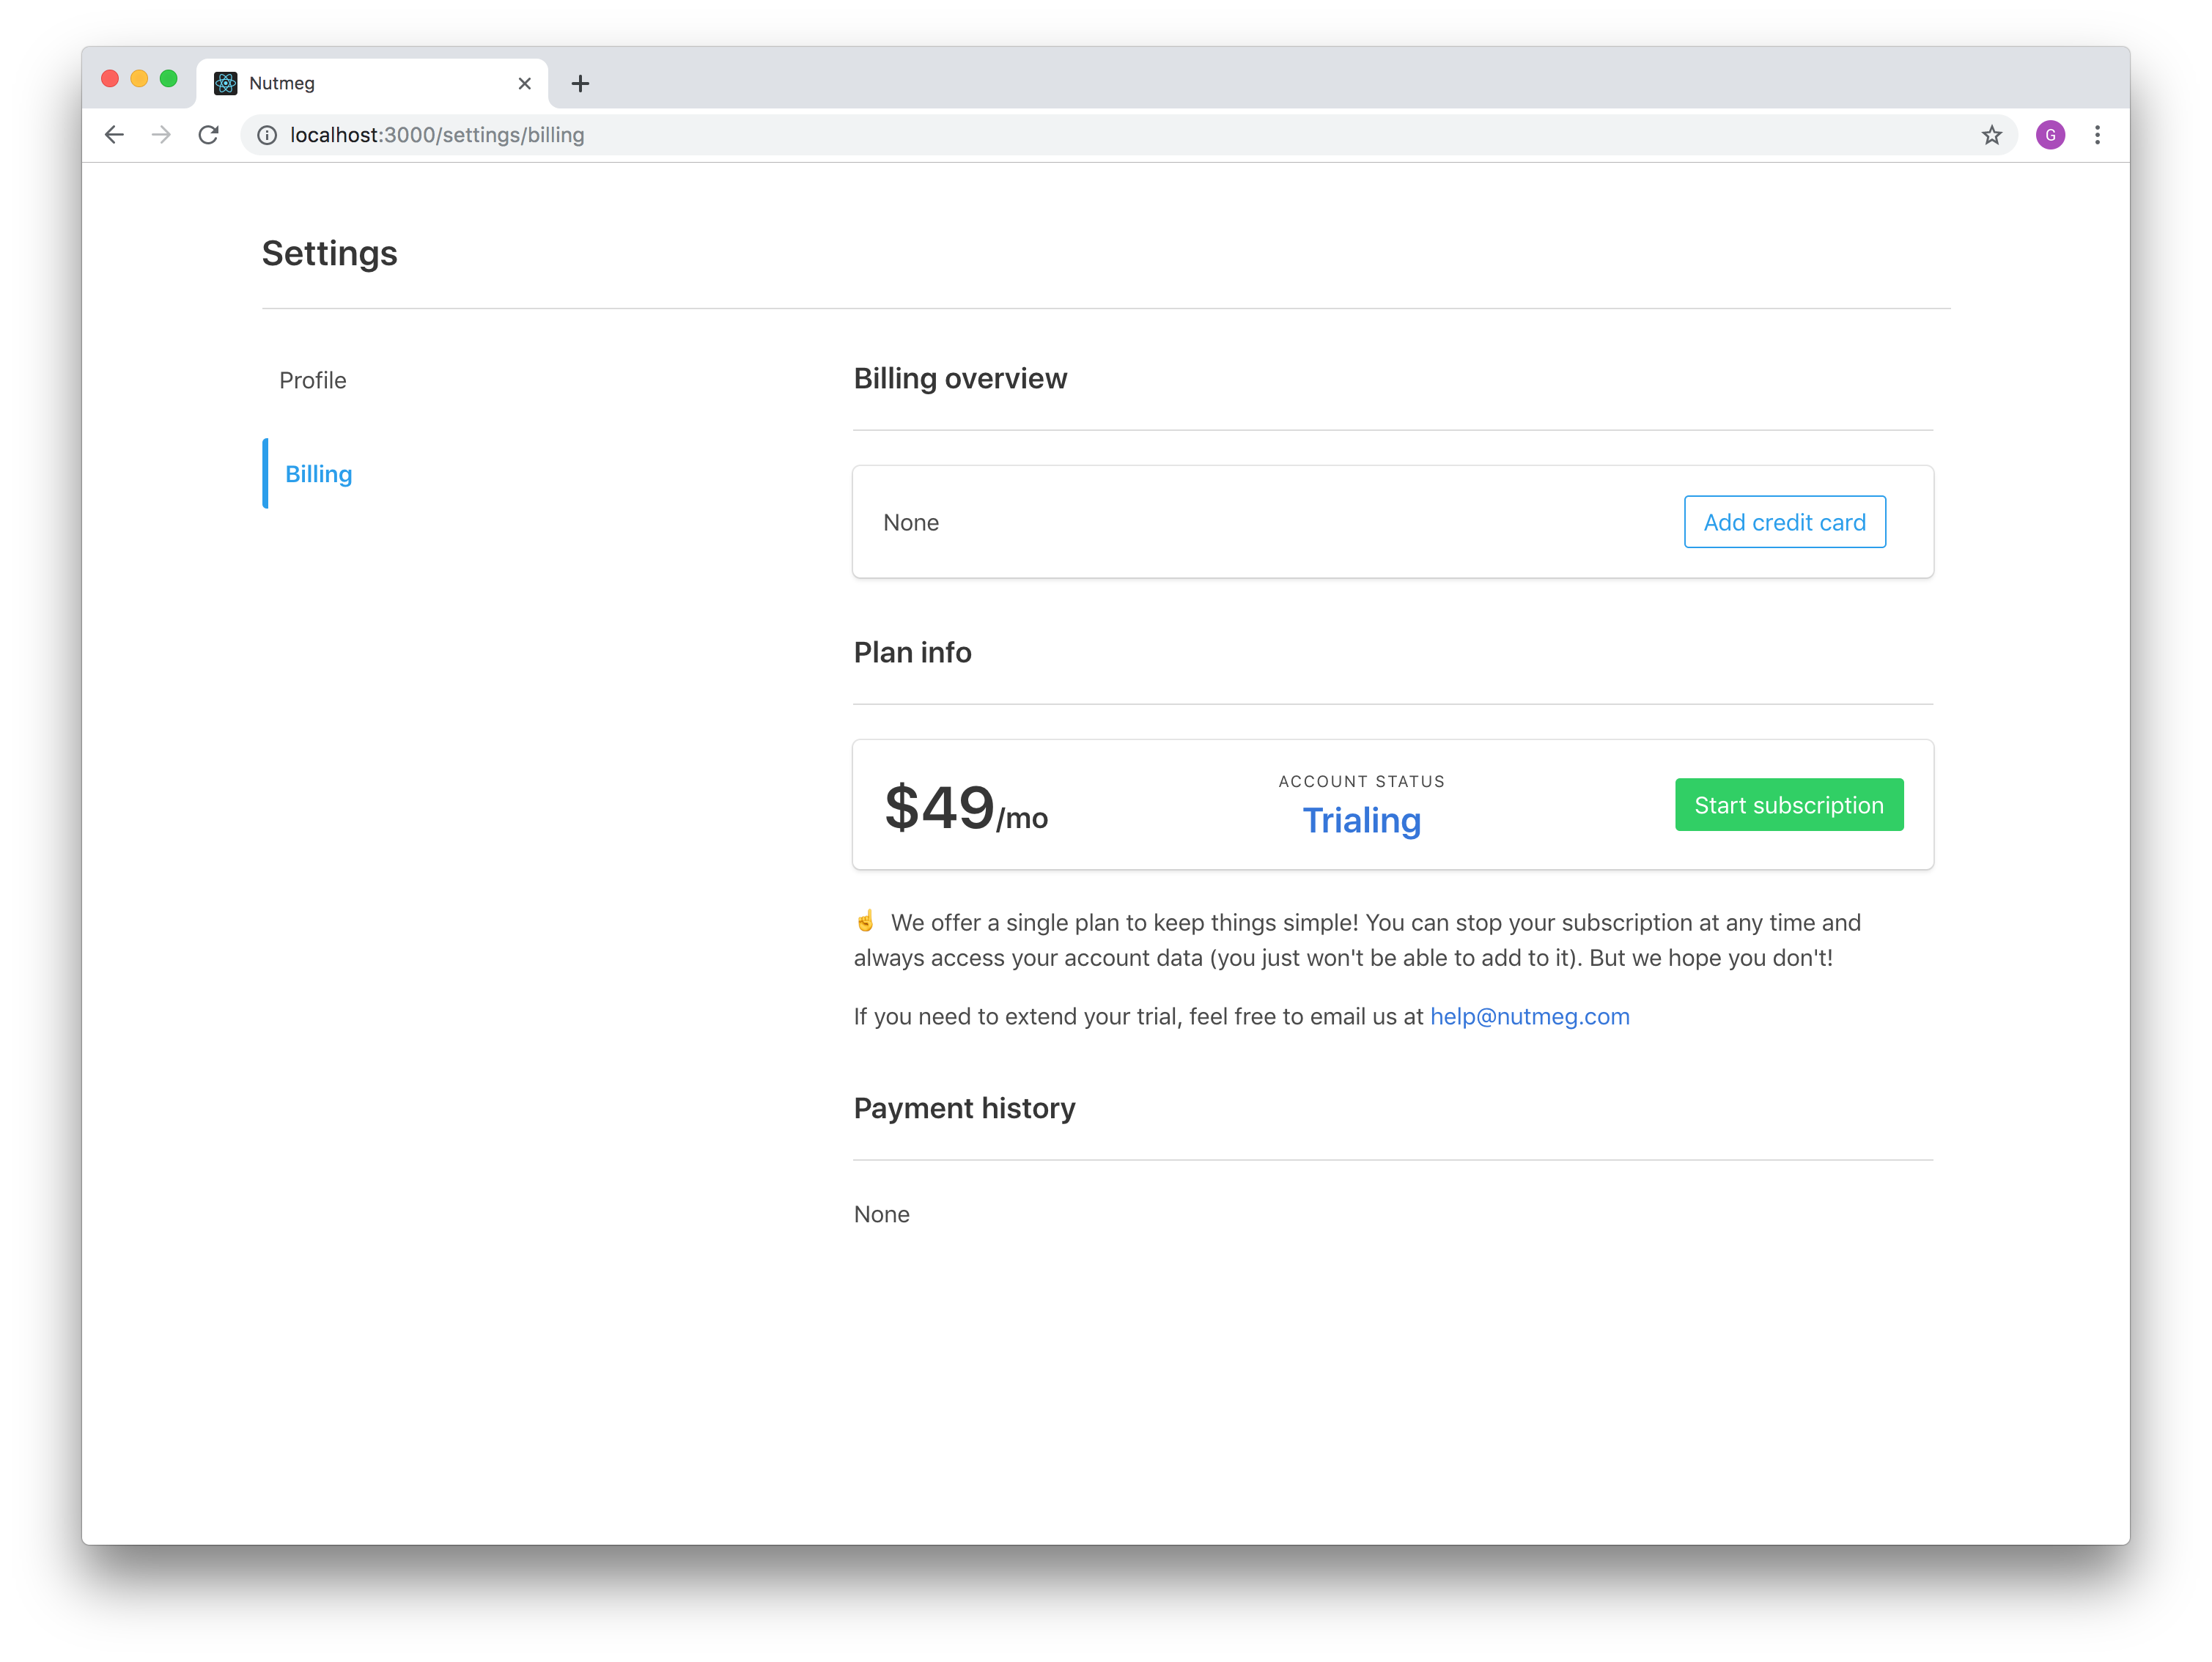 Nutmeg
localhost:3000/settings/billing
G
Settings
Profile
Billing
Billing overview
None
Add credit card
Plan info
$49/mo
ACCOUNT STATUS
Trialing
Start subscription
☝️ We offer a single plan to keep things simple! You can stop your subscription at any time and
always access your account data (you just won't be able to add to it). But we hope you don't!
If you need to extend your trial, feel free to email us at help@nutmeg.com
Payment history
None